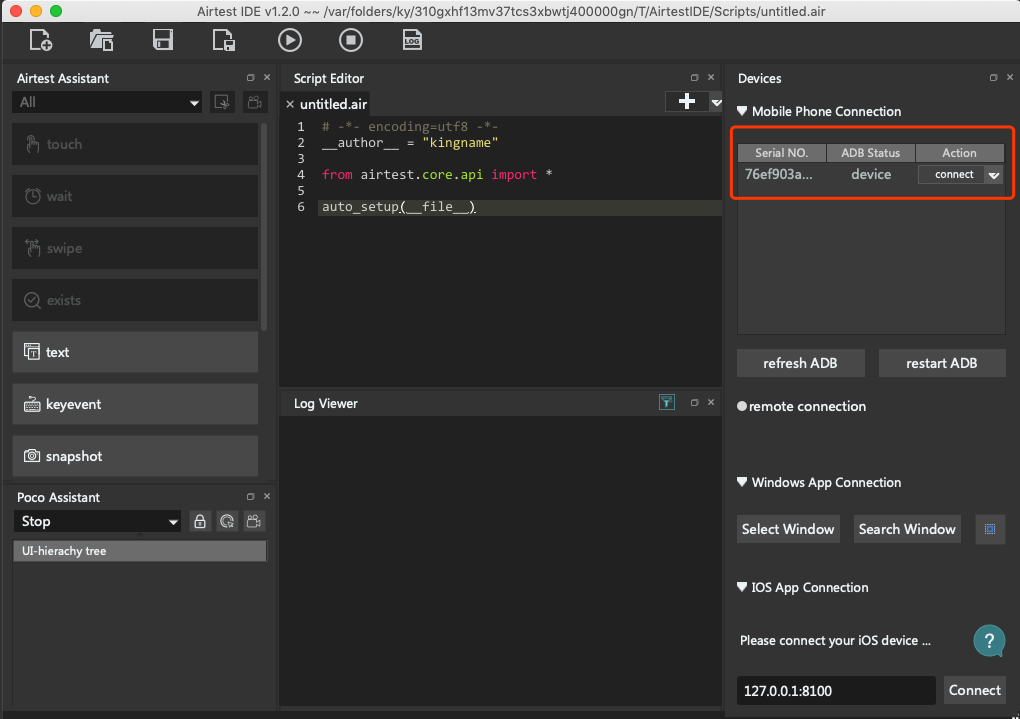 Airtest IDE v1.2.0 ~~ /var/folders/ky/310gxhf13mv37tcs3xbwtj400000gn/T/AirtestIDE/Scripts/untitled.air
LOG
Airtest Assistant
All
touch
wait
swipe
exists
text
keyevent
snapshot
Poco Assistant
Stop
UI-hierachy tree
Script Editor
untitled.air
1 # -*- encoding=utf8 -*-
2 __author__ = "kingname"
3
4 from airtest.core.api import *
5
6 auto_setup(__file__)
Log Viewer
Devices
Mobile Phone Connection
Serial NO. ADB Status Action
76ef903a... device connect
refresh ADB restart ADB
remote connection
Windows App Connection
Select Window Search Window
IOS App Connection
Please connect your iOS device ...
?
127.0.0.1:8100 Connect